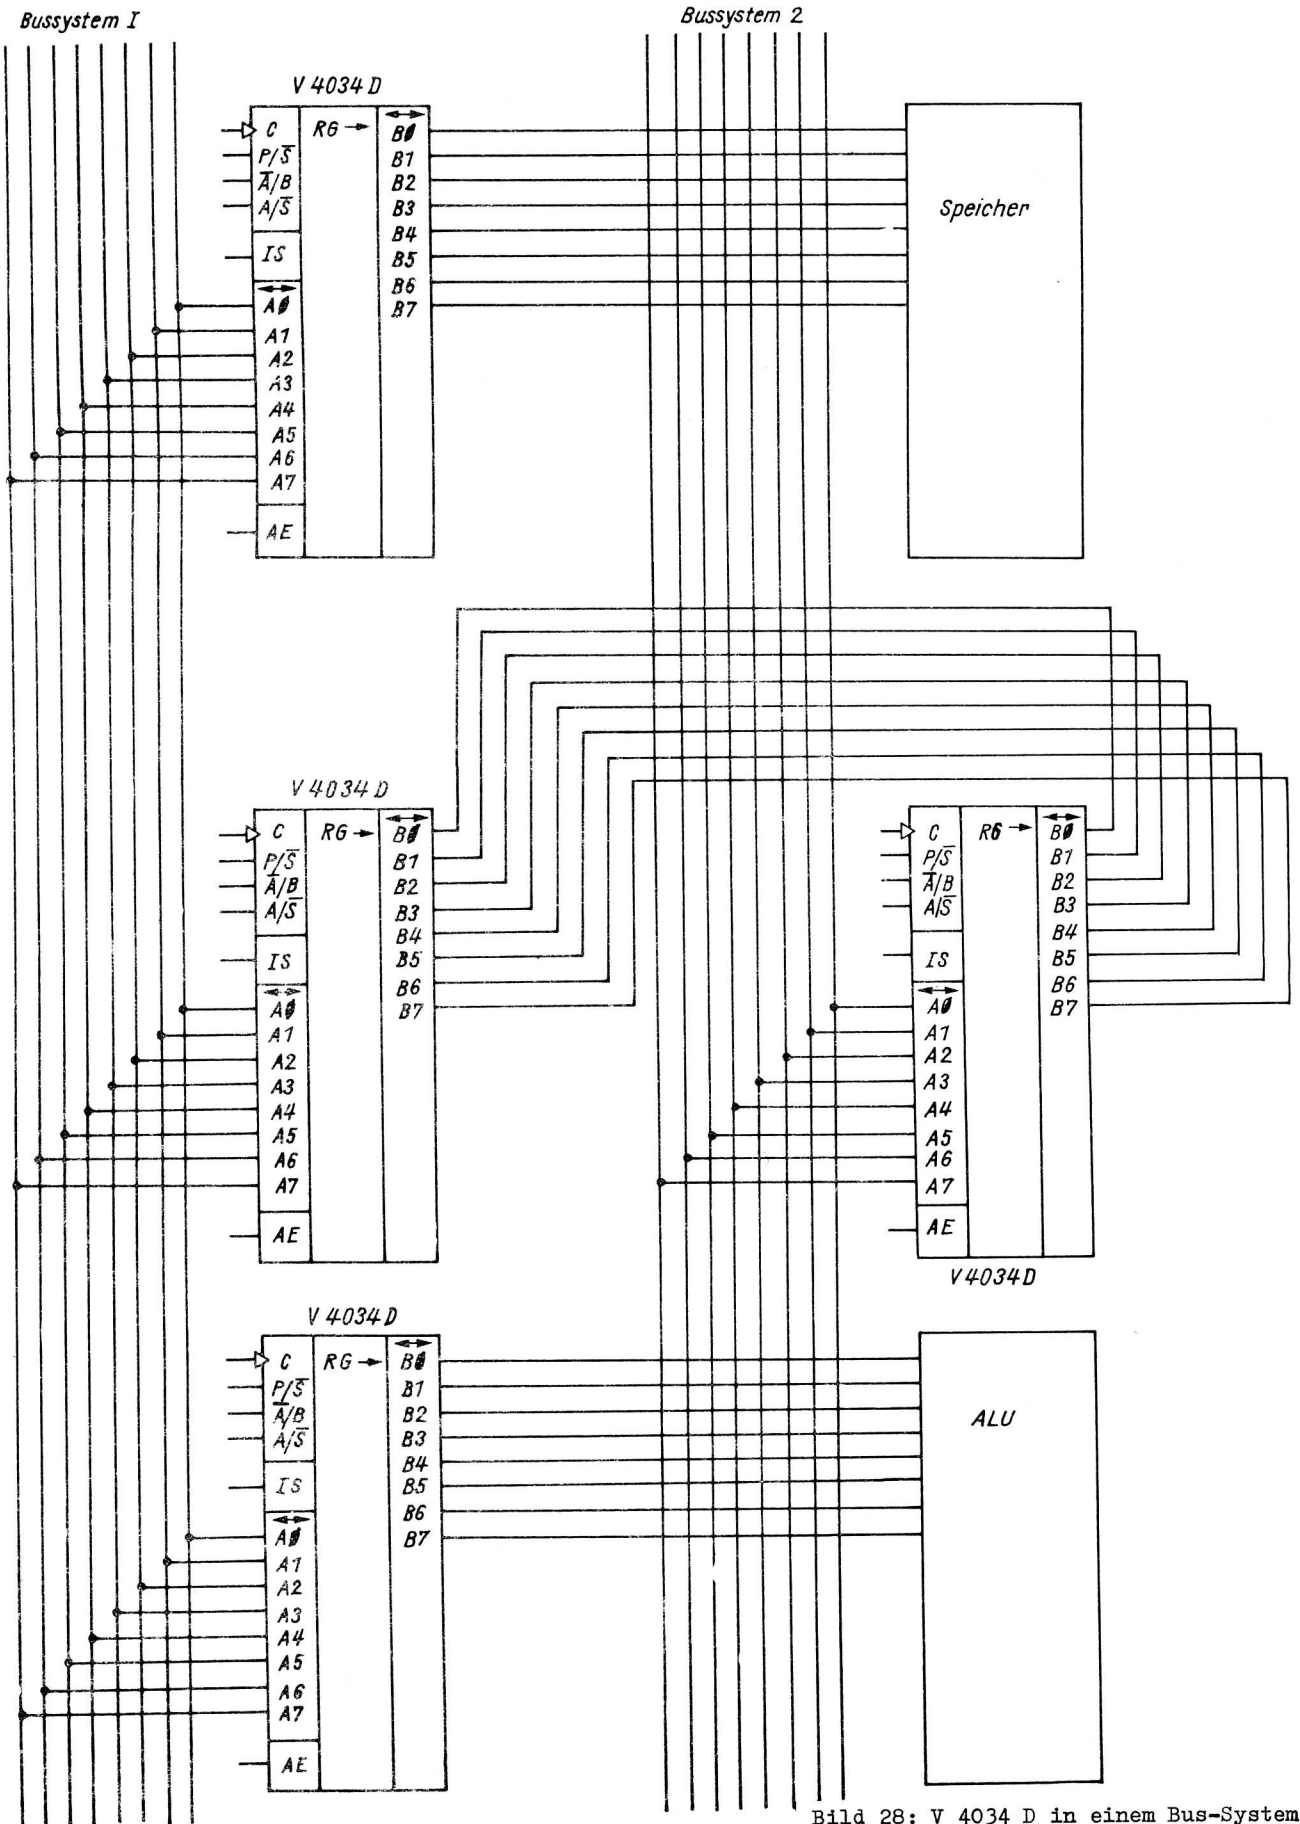 Bussystem 1
Bussystem 2
V 4034 D
C
P/S̅
A̅/B
A/S̅
IS
A0
A1
A2
A3
A4
A5
A6
A7
AE
RG →
↔
B0
B1
B2
B3
B4
B5
B6
B7
Speicher
V 4034 D
C
P/S̅
A̅/B
A/S̅
IS
A0
A1
A2
A3
A4
A5
A6
A7
AE
RG →
↔
B0
B1
B2
B3
B4
B5
B6
B7
C
P/S̅
A̅/B
A/S̅
IS
A0
A1
A2
A3
A4
A5
A6
A7
AE
RG →
↔
B0
B1
B2
B3
B4
B5
B6
B7
V 4034 D
V 4034 D
C
P/S̅
A̅/B
A/S̅
IS
A0
A1
A2
A3
A4
A5
A6
A7
AE
RG →
↔
B0
B1
B2
B3
B4
B5
B6
B7
ALU
Bild 28: V 4034 D in einem Bus-System